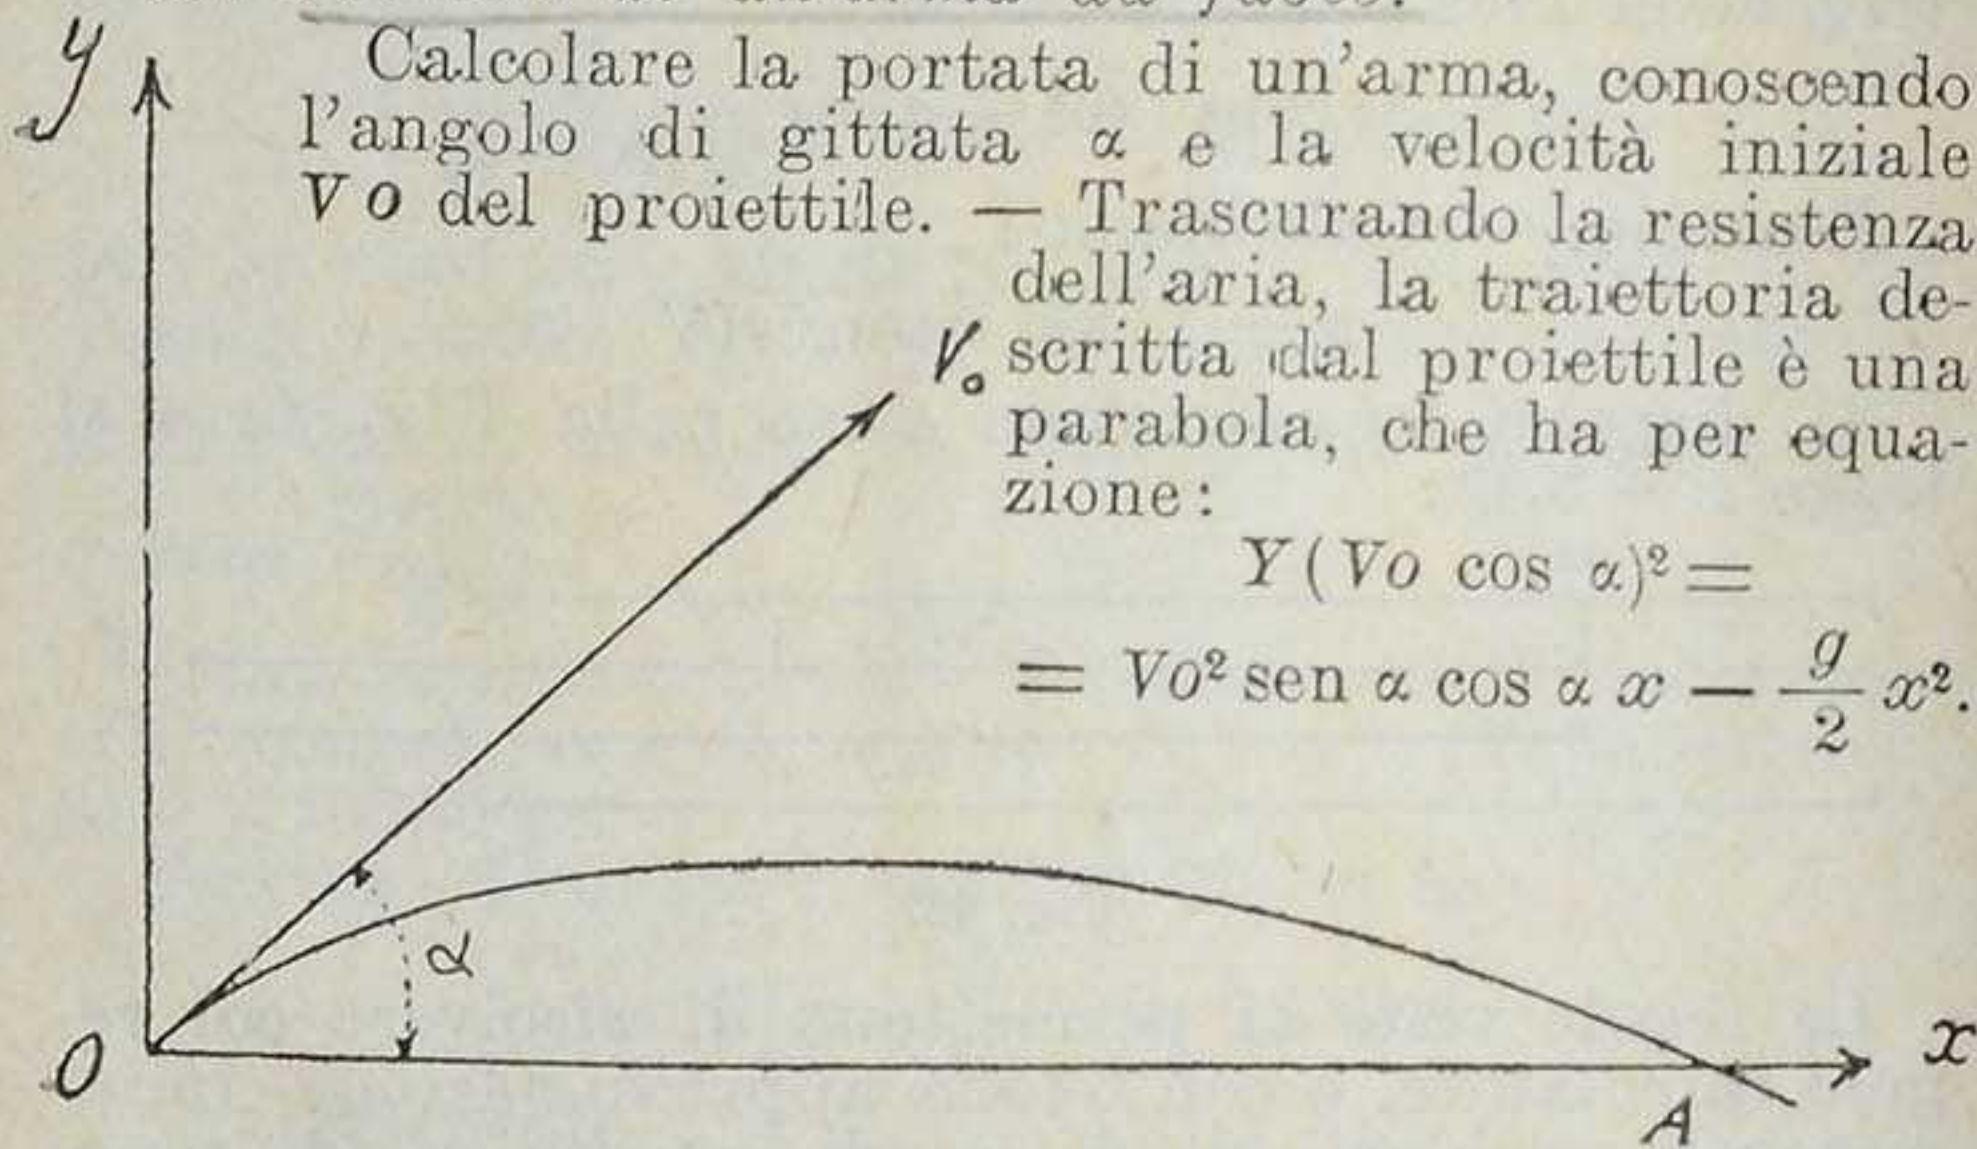 y
Calcolare la portata di un'arma, conoscendo
l'angolo di gittata α e la velocità iniziale
Vo del proiettile. — Trascurando la resistenza
dell'aria, la traiettoria de-
V₀ scritta dal proiettile è una
parabola, che ha per equa-
zione:
Y (Vo cos α)² =
= Vo² sen α cos α x — g/2 x².
α
O
x
A